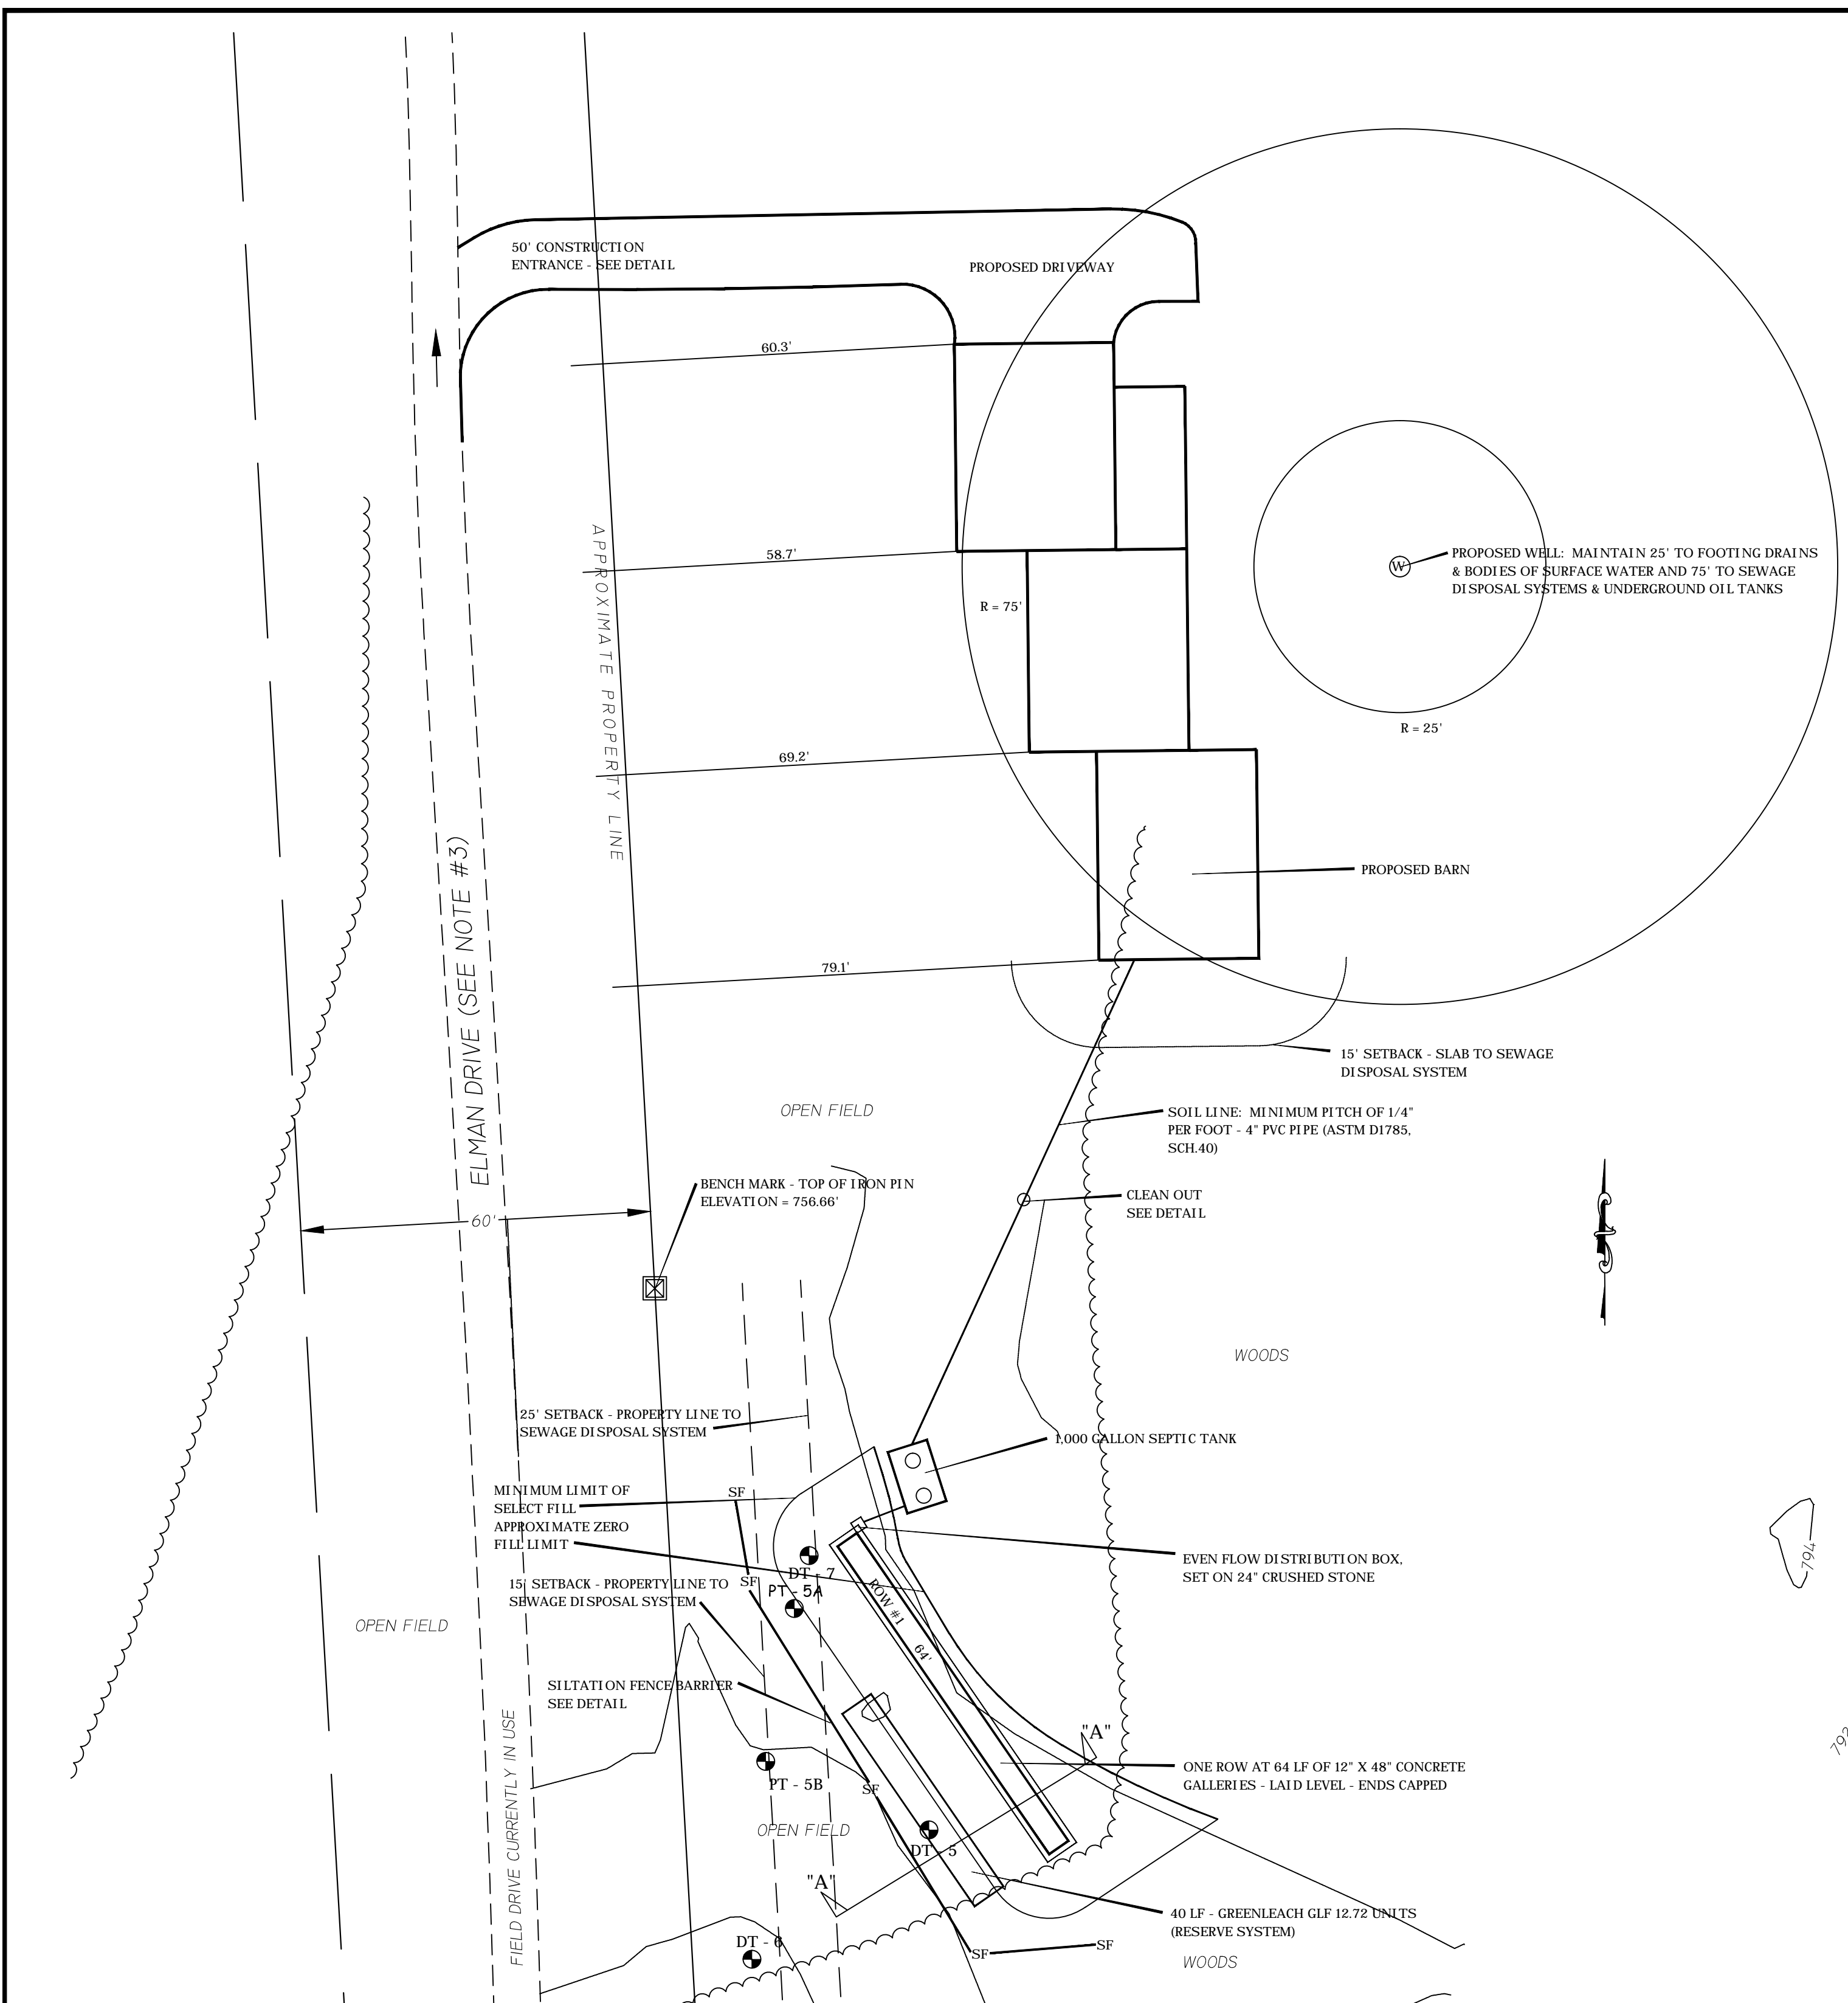 50' CONSTRUCTION
ENTRANCE - SEE DETAIL
PROPOSED DRIVEWAY
60.3'
58.7'
APPROXIMATE PROPERTY LINE
W
PROPOSED WELL: MAINTAIN 25' TO FOOTING DRAINS
& BODIES OF SURFACE WATER AND 75' TO SEWAGE
DISPOSAL SYSTEMS & UNDERGROUND OIL TANKS
R = 75'
R = 25'
69.2'
PROPOSED BARN
ELMAN DRIVE (SEE NOTE #3)
79.1'
15' SETBACK - SLAB TO SEWAGE
DISPOSAL SYSTEM
OPEN FIELD
SOIL LINE: MINIMUM PITCH OF 1/4"
PER FOOT - 4" PVC PIPE (ASTM D1785,
SCH.40)
BENCH MARK - TOP OF IRON PIN
ELEVATION = 756.66'
CLEAN OUT
SEE DETAIL
60'
WOODS
25' SETBACK - PROPERTY LINE TO
SEWAGE DISPOSAL SYSTEM
1,000 GALLON SEPTIC TANK
MINIMUM LIMIT OF
SELECT FILL
SF
APPROXIMATE ZERO
FILL LIMIT
EVEN FLOW DISTRIBUTION BOX,
SET ON 24" CRUSHED STONE
794
DT - 7
SF
PT - 5A
15' SETBACK - PROPERTY LINE TO
SEWAGE DISPOSAL SYSTEM
ROW #1 64'
OPEN FIELD
SILTATION FENCE BARRIER
SEE DETAIL
"A"
792
ONE ROW AT 64 LF OF 12" X 48" CONCRETE
GALLERIES - LAID LEVEL - ENDS CAPPED
PT - 5B
SF
OPEN FIELD
DT - 5
FIELD DRIVE CURRENTLY IN USE
"A"
40 LF - GREENLEACH GLF 12.72 UNITS
(RESERVE SYSTEM)
DT - 6
SF
SF
WOODS